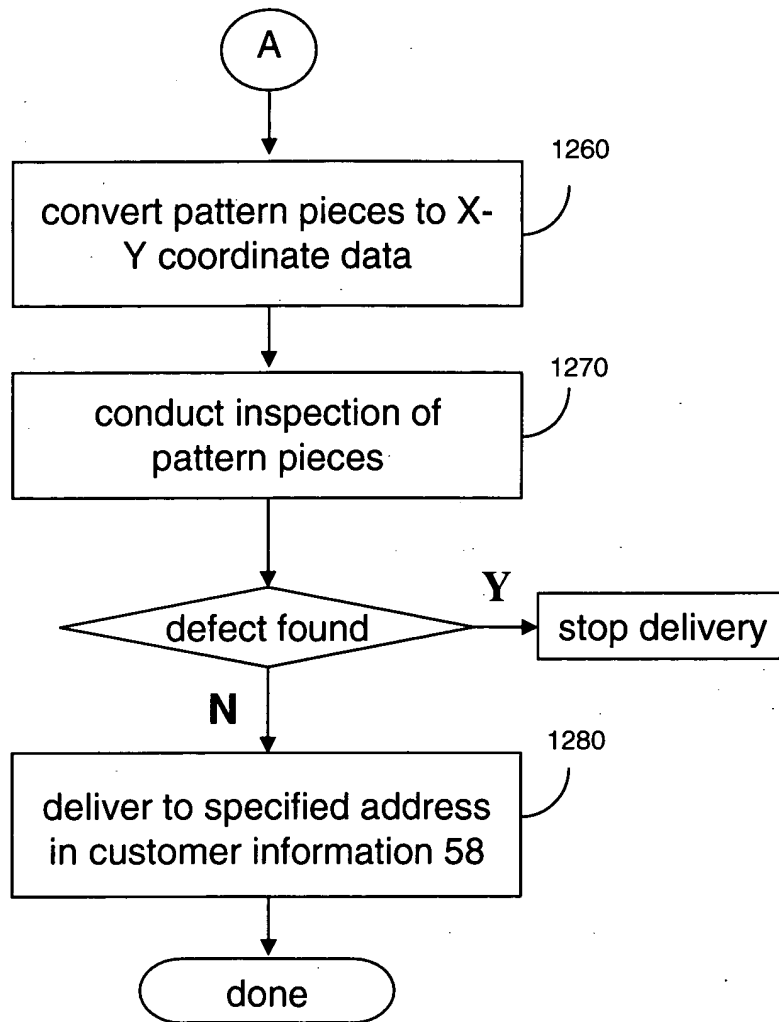 A
1260
convert pattern pieces to X-
Y coordinate data
1270
conduct inspection of
pattern pieces
defect found
Y
stop delivery
N
1280
deliver to specified address
in customer information 58
done